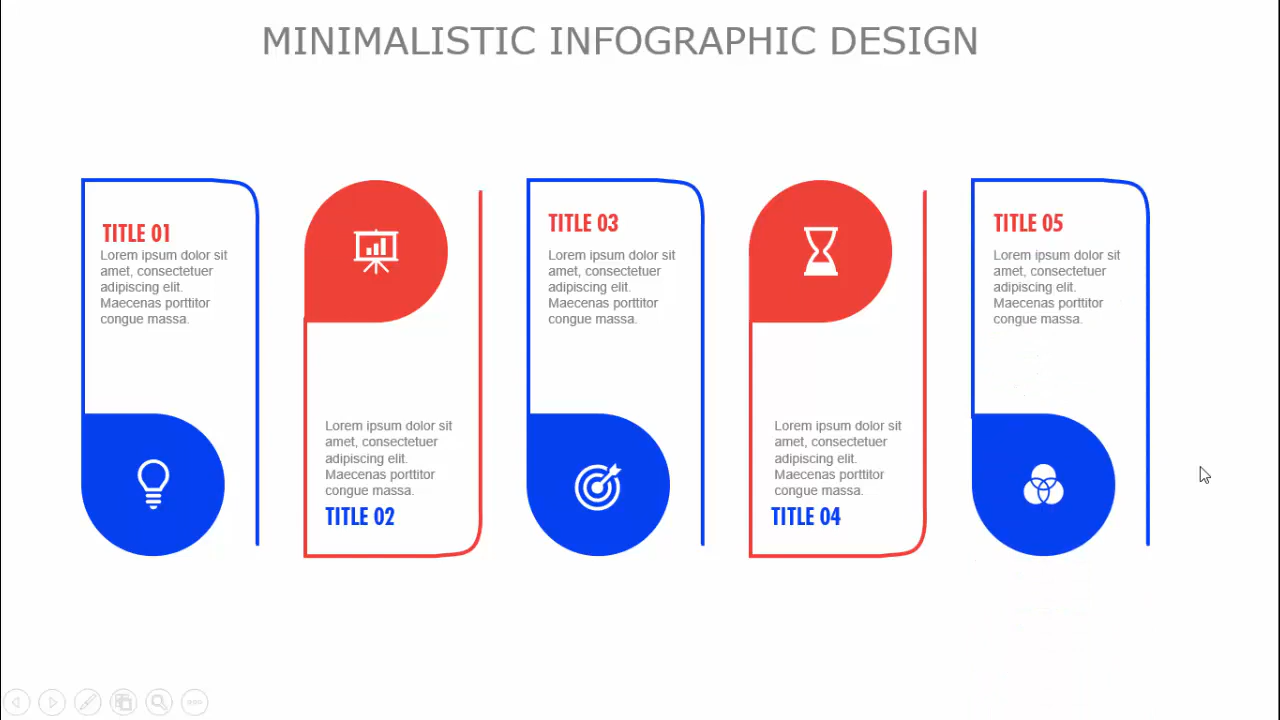 MINIMALISTIC INFOGRAPHIC DESIGN
TITLE 01
Lorem ipsum dolor sit
amet, consectetuer
adipiscing elit.
Maecenas porttitor
congue massa.
Lorem ipsum dolor sit
amet, consectetuer
adipiscing elit.
Maecenas porttitor
congue massa.
TITLE 02
TITLE 03
Lorem ipsum dolor sit
amet, consectetuer
adipiscing elit.
Maecenas porttitor
congue massa.
Lorem ipsum dolor sit
amet, consectetuer
adipiscing elit.
Maecenas porttitor
congue massa.
TITLE 04
TITLE 05
Lorem ipsum dolor sit
amet, consectetuer
adipiscing elit.
Maecenas porttitor
congue massa.